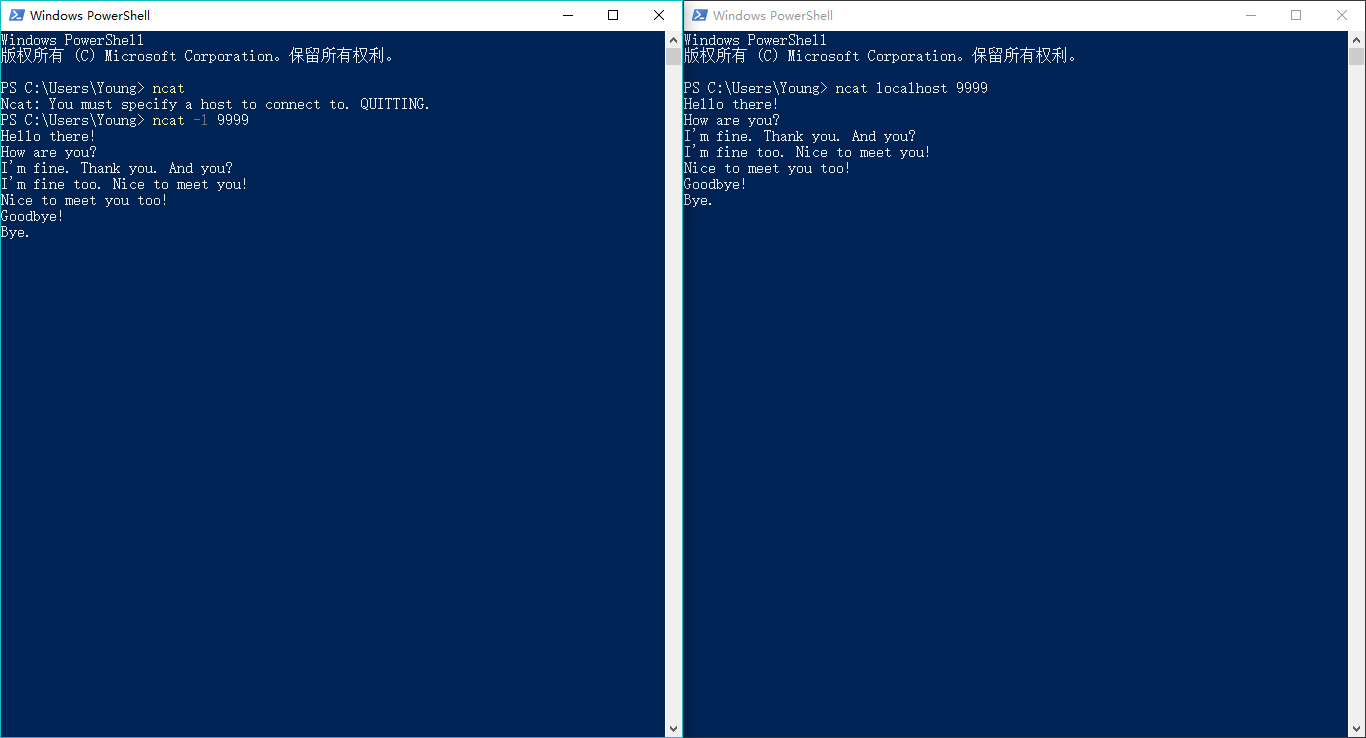 Windows PowerShell
Windows PowerShell
版权所有 (C) Microsoft Corporation。保留所有权利。
PS C:\Users\Young> ncat
Ncat: You must specify a host to connect to. QUITTING.
PS C:\Users\Young> ncat -l 9999
Hello there!
How are you?
I'm fine. Thank you. And you?
I'm fine too. Nice to meet you!
Nice to meet you too!
Goodbye!
Bye.
Windows PowerShell
Windows PowerShell
版权所有 (C) Microsoft Corporation。保留所有权利。
PS C:\Users\Young> ncat localhost 9999
Hello there!
How are you?
I'm fine. Thank you. And you?
I'm fine too. Nice to meet you!
Nice to meet you too!
Goodbye!
Bye.